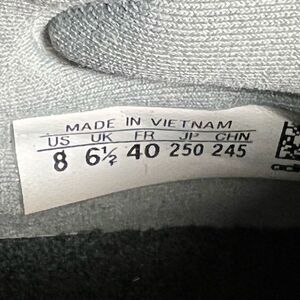 MADE IN VIETNAM
US UK FR JP CHN
8 6½ 40 250 245